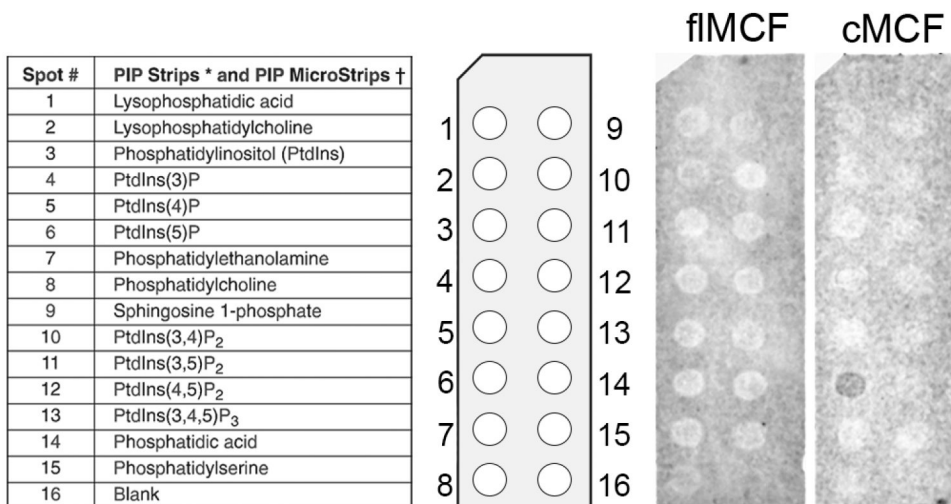 flMCF cMCF
Spot # PIP Strips * and PIP MicroStrips †
1 Lysophosphatidic acid
2 Lysophosphatidylcholine
3 Phosphatidylinositol (PtdIns)
4 PtdIns(3)P
5 PtdIns(4)P
6 PtdIns(5)P
7 Phosphatidylethanolamine
8 Phosphatidylcholine
9 Sphingosine 1-phosphate
10 PtdIns(3,4)P₂
11 PtdIns(3,5)P₂
12 PtdIns(4,5)P₂
13 PtdIns(3,4,5)P₃
14 Phosphatidic acid
15 Phosphatidylserine
16 Blank
1 9
2 10
3 11
4 12
5 13
6 14
7 15
8 16